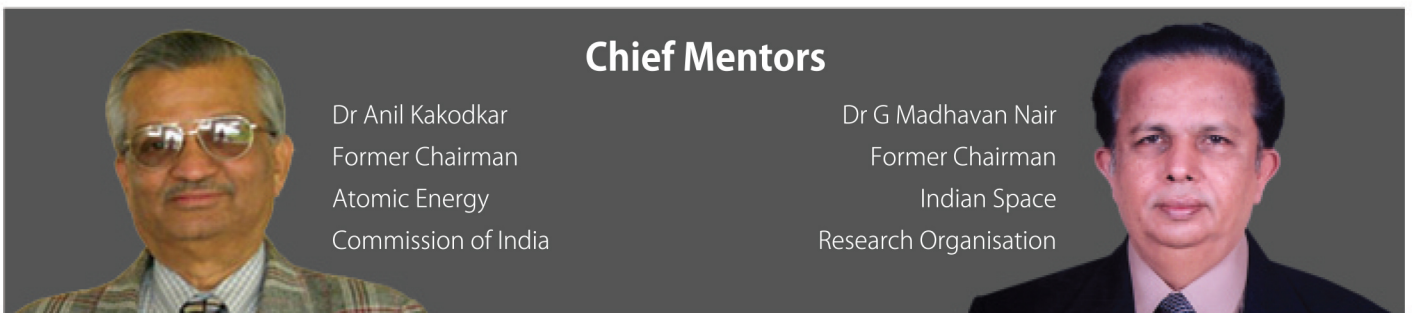 Chief Mentors
Dr Anil Kakodkar
Former Chairman
Atomic Energy
Commission of India
Dr G Madhavan Nair
Former Chairman
Indian Space
Research Organisation